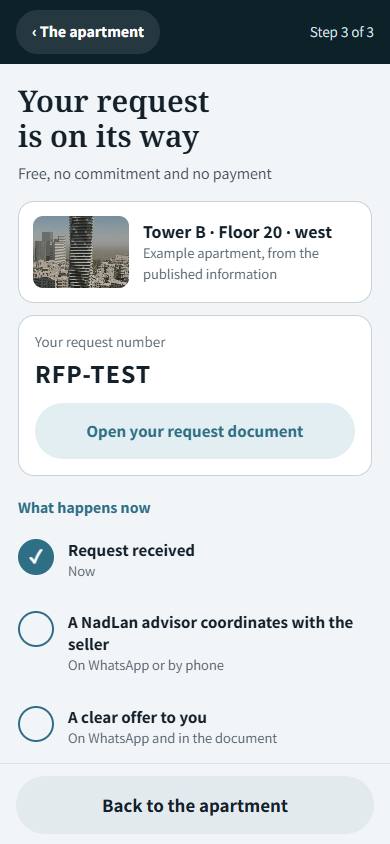 ‹ The apartment
Step 3 of 3
Your request
is on its way
Free, no commitment and no payment
Tower B · Floor 20 · west
Example apartment, from the
published information
Your request number
RFP-TEST
Open your request document
What happens now
Request received
Now
A NadLan advisor coordinates with the
seller
On WhatsApp or by phone
A clear offer to you
On WhatsApp and in the document
Back to the apartment